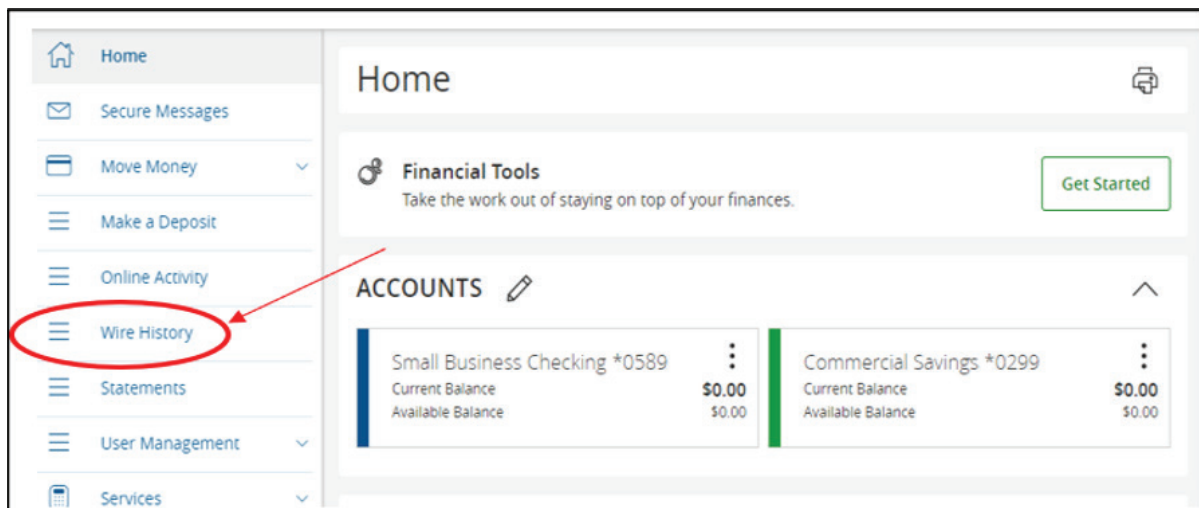 Home
Secure Messages
Move Money
Make a Deposit
Online Activity
Wire History
Statements
User Management
Services
Home
Financial Tools
Take the work out of staying on top of your finances.
Get Started
ACCOUNTS
Small Business Checking *0589
Current Balance $0.00
Available Balance $0.00
Commercial Savings *0299
Current Balance $0.00
Available Balance $0.00